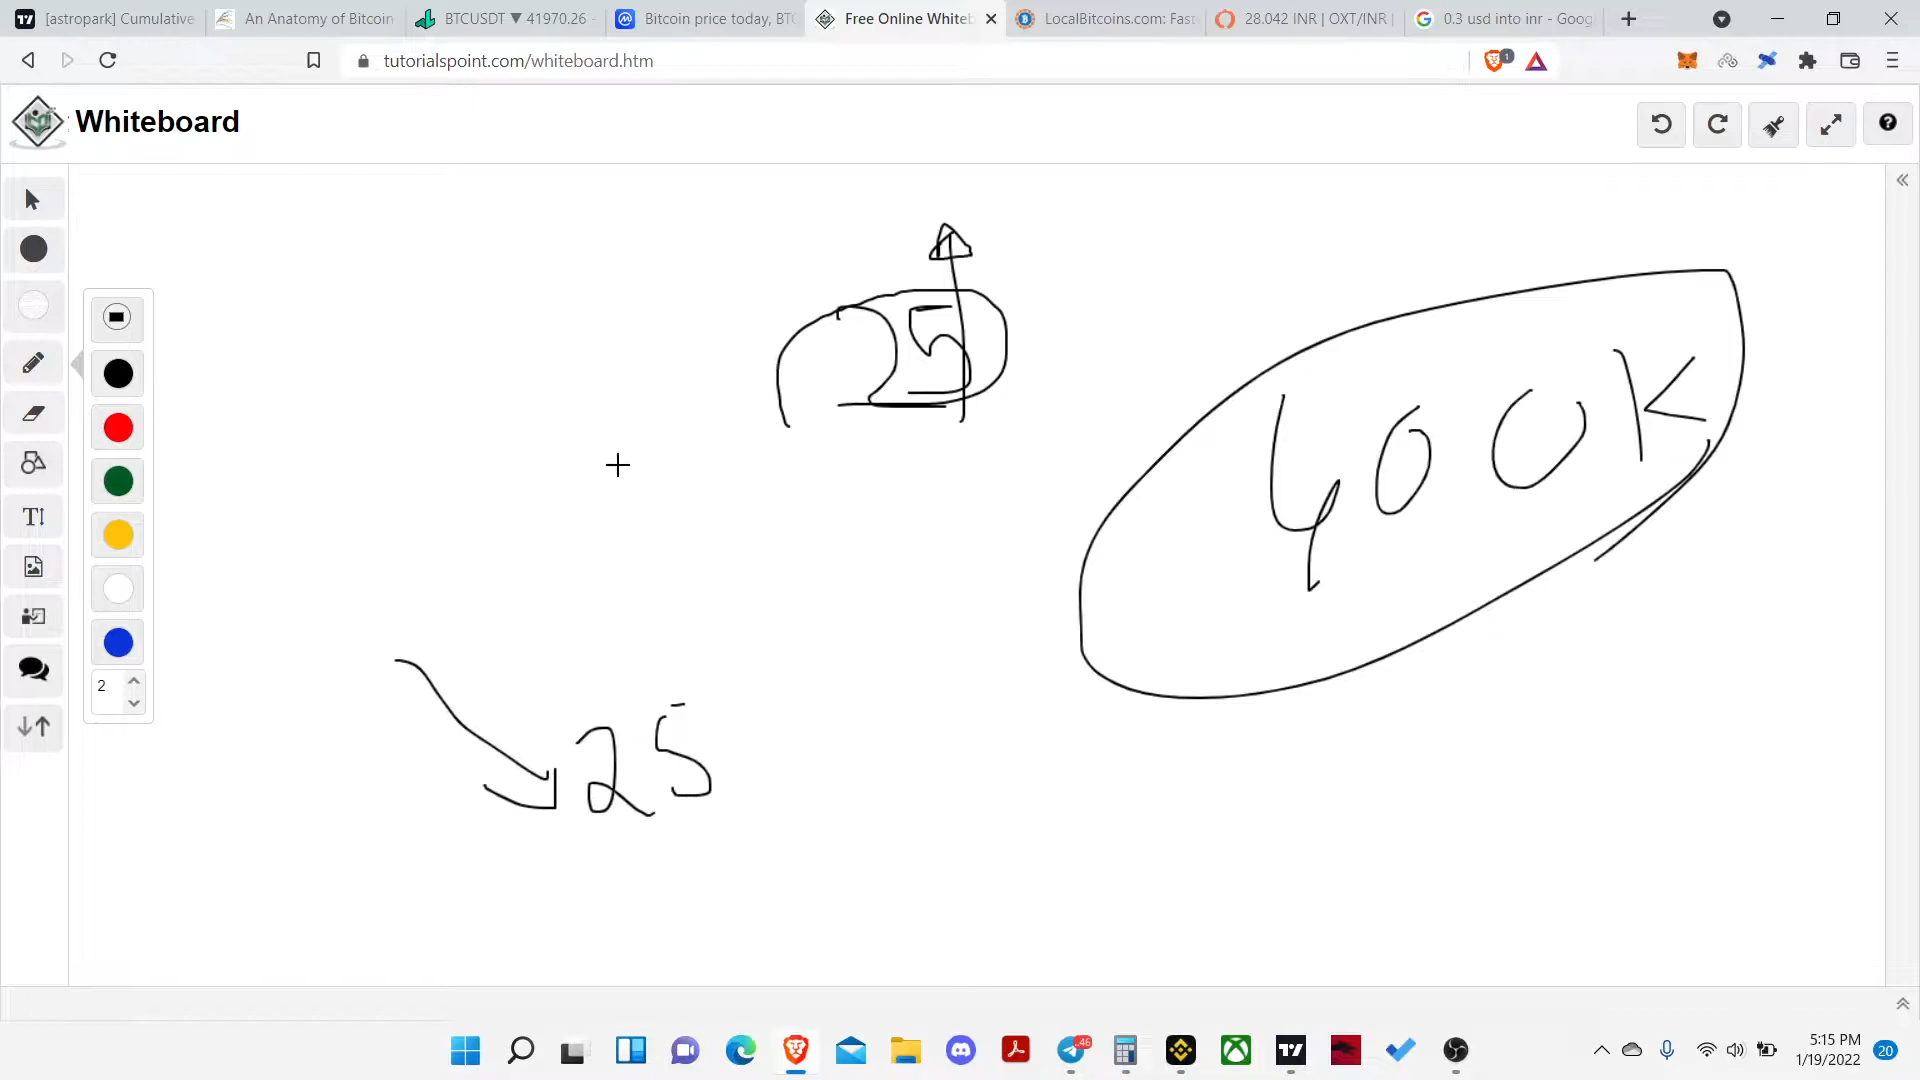 [astropark] Cumulative
An Anatomy of Bitcoin
BTCUSDT ▼ 41970.26 -
Bitcoin price today, BTC
Free Online Whiteb
LocalBitcoins.com: Fast
28.042 INR | OXT/INR |
0.3 usd into inr - Goog
tutorialspoint.com/whiteboard.htm
1
Whiteboard
25
400K
2
25
46
5:15 PM
1/19/2022
20